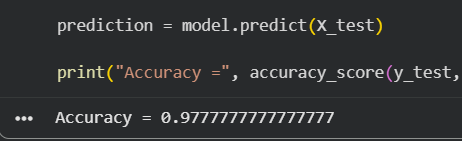 prediction = model.predict(X_test)
print("Accuracy =", accuracy_score(y_test,
Accuracy = 0.9777777777777777